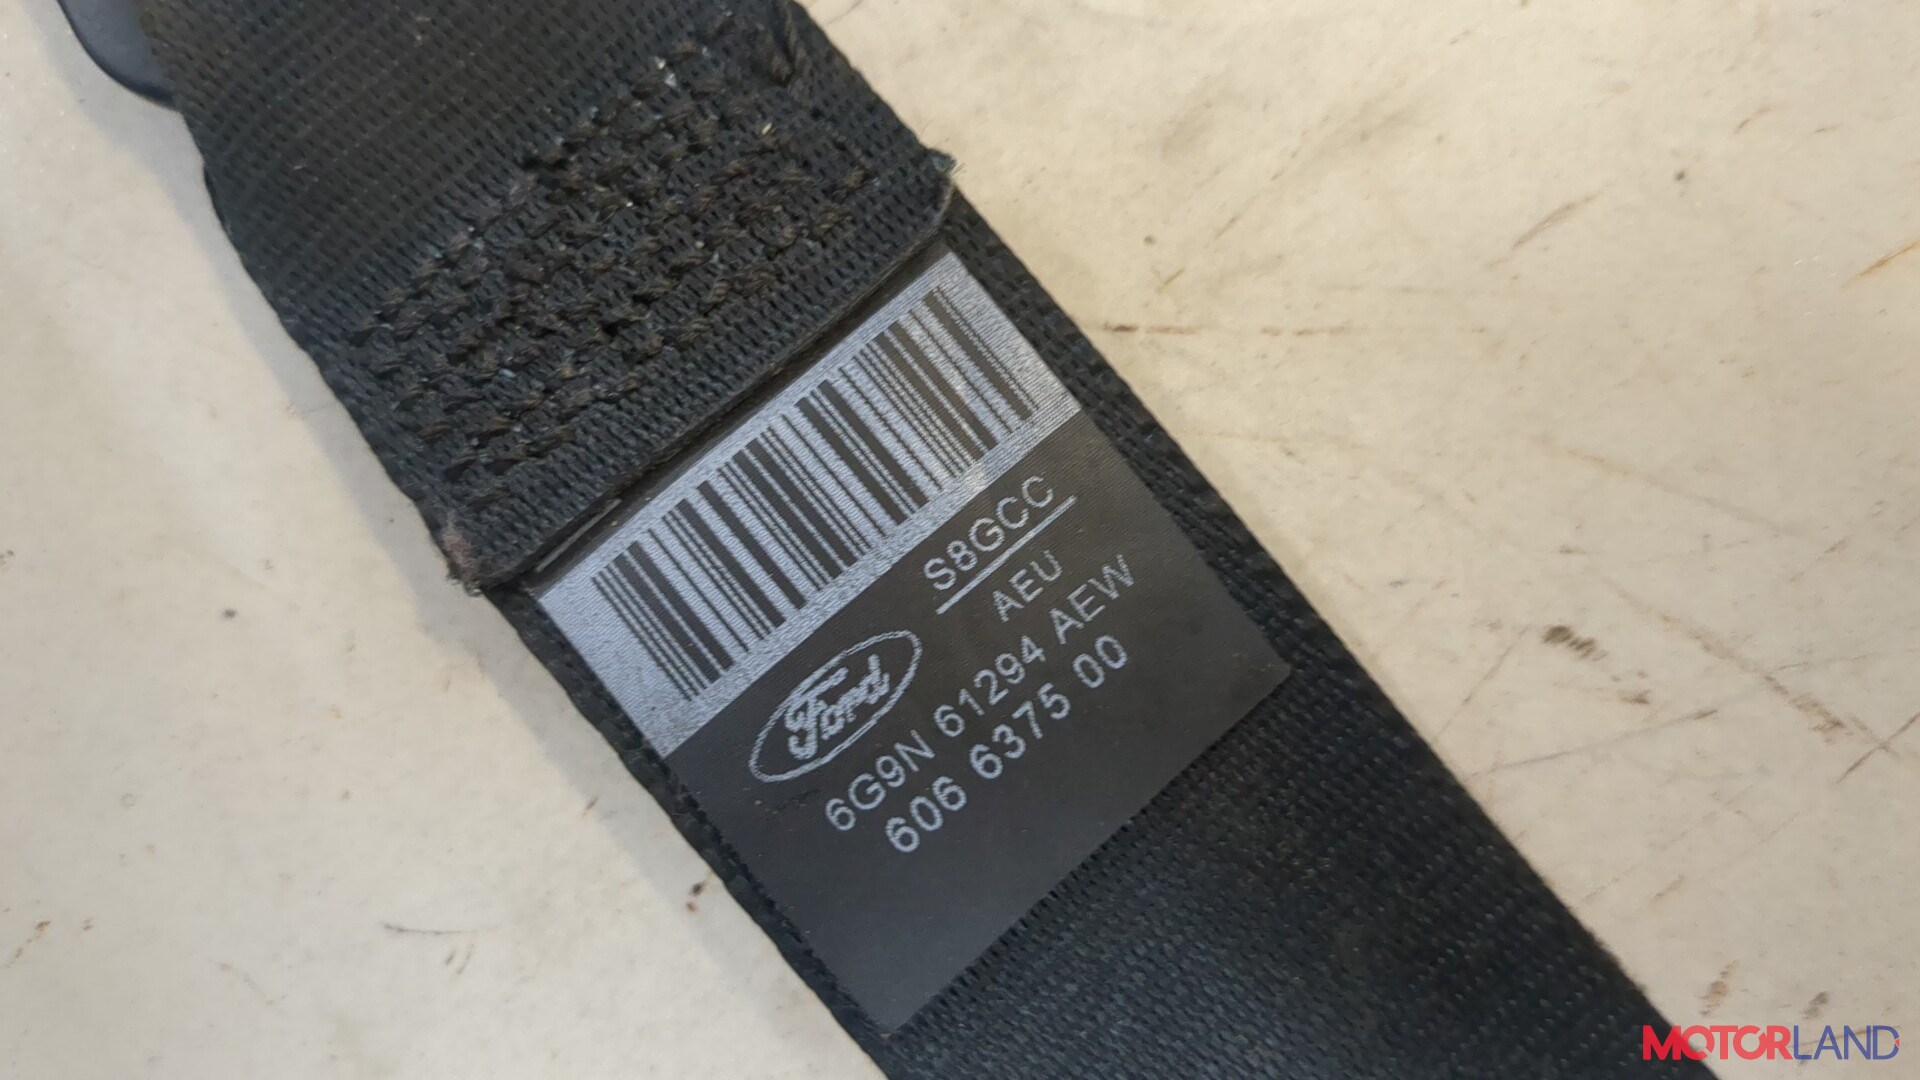 S8GCC
AEU
Ford
6G9N 61294 AEW
606 6375 00
MOTORLAND